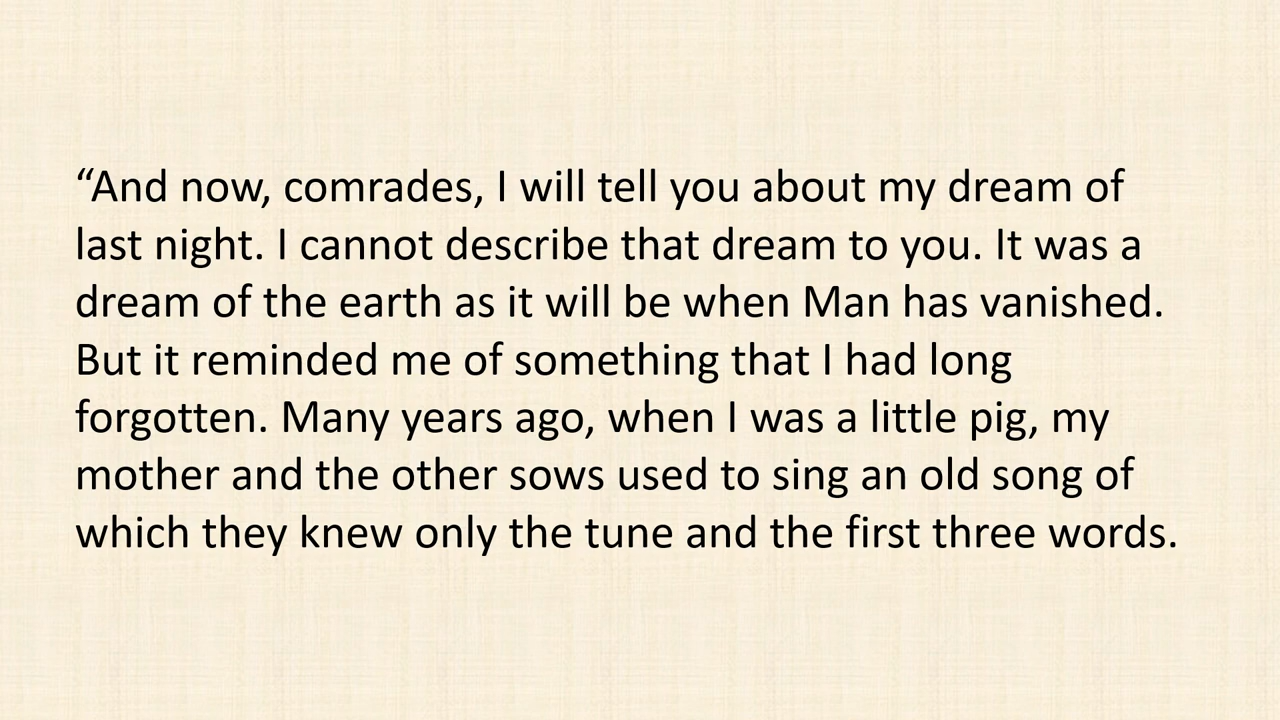 “And now, comrades, I will tell you about my dream of
last night. I cannot describe that dream to you. It was a
dream of the earth as it will be when Man has vanished.
But it reminded me of something that I had long
forgotten. Many years ago, when I was a little pig, my
mother and the other sows used to sing an old song of
which they knew only the tune and the first three words.